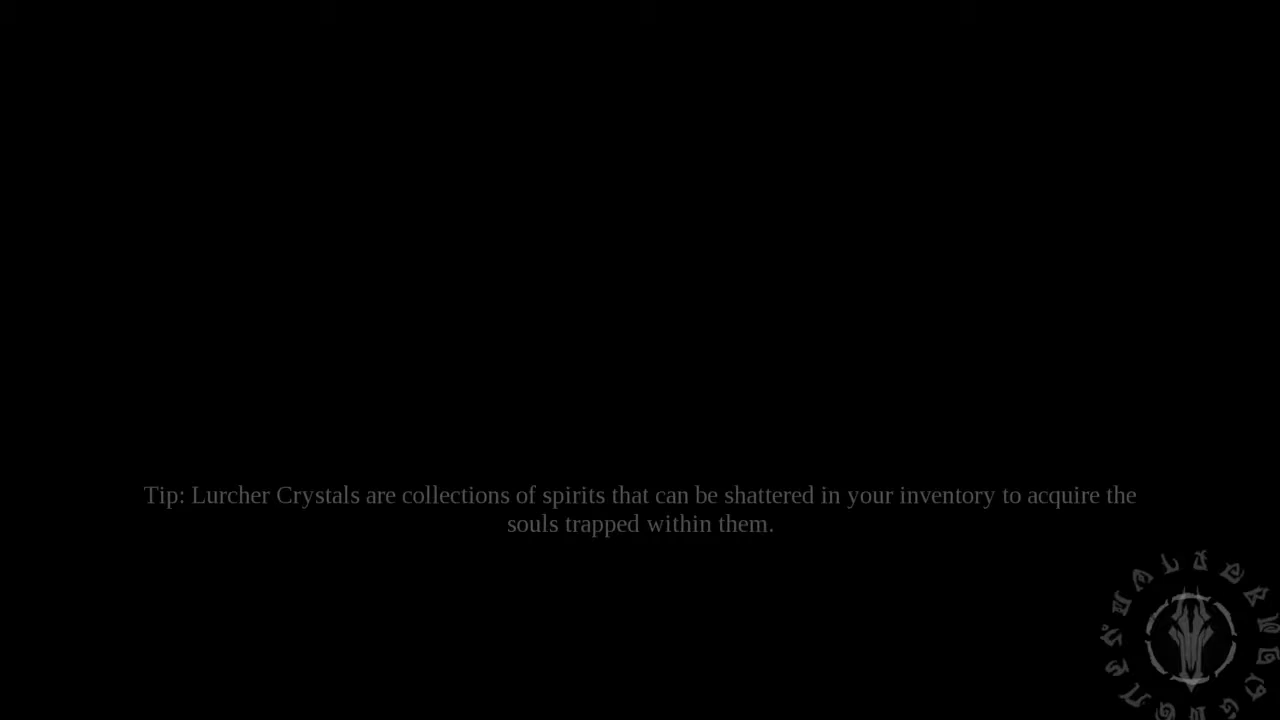 Tip: Lurcher Crystals are collections of spirits that can be shattered in your inventory to acquire the
souls trapped within them.